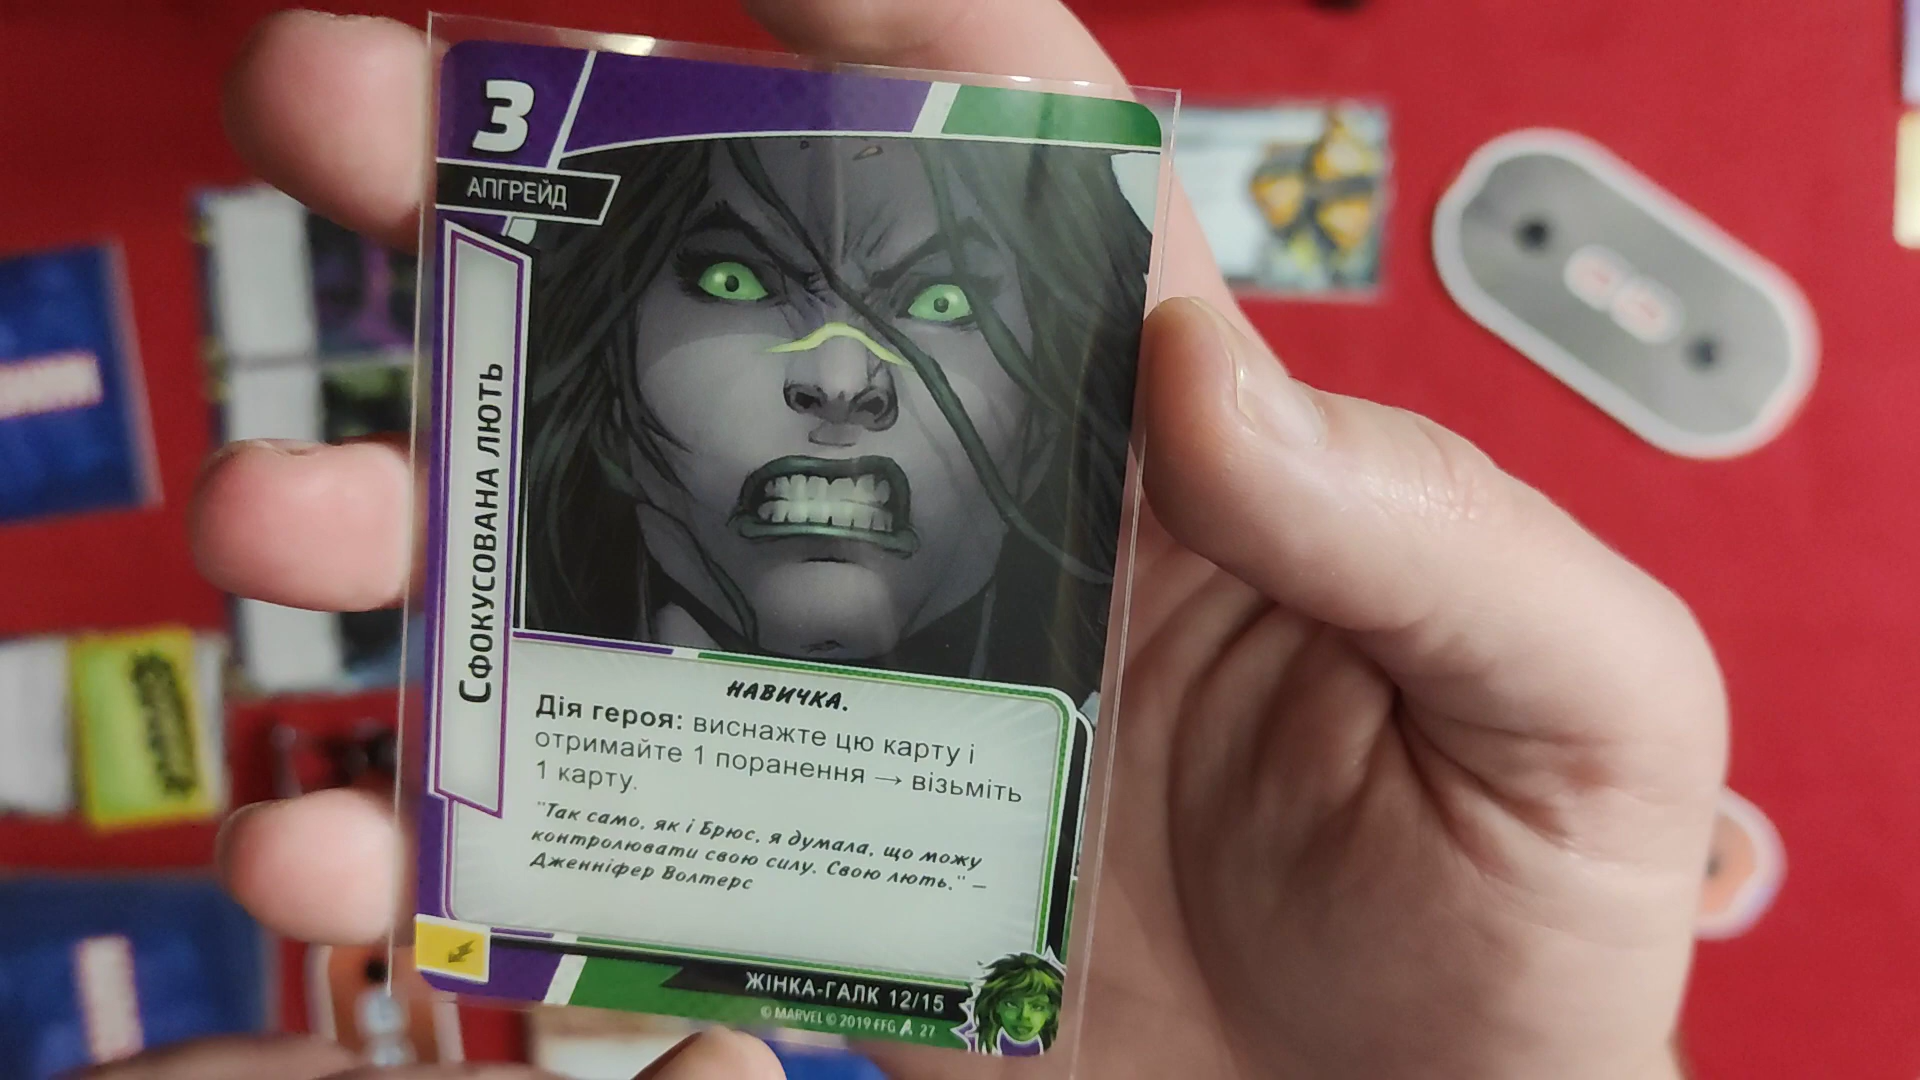 3
АПГРЕЙД
СФОКУСОВАНА ЛЮТЬ
НАВИЧКА.
Дія героя: виснажте цю карту і
отримайте 1 поранення → візьміть
1 карту.
"Так само, як і Брюс, я думала, що можу
контролювати свою силу. Свою лють." –
Дженніфер Волтерс
ЖІНКА-ГАЛК 12/15
© MARVEL © 2019 FFG 27